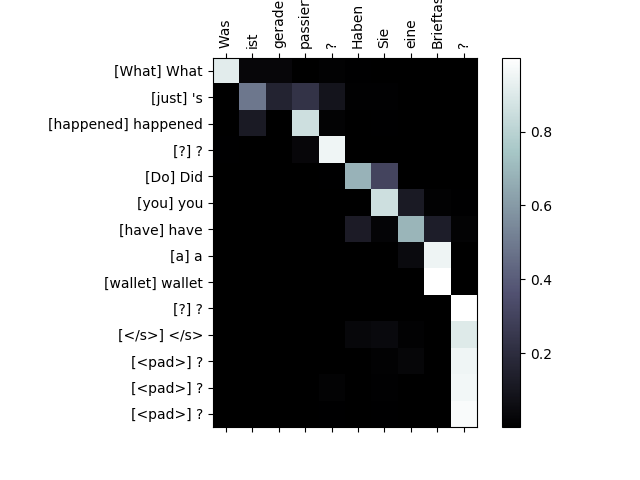 Was
ist
gerade
passiert
?
Haben
Sie
eine
Brieftas
?
[What] What
[just] 's
[happened] happened
[?] ?
[Do] Did
[you] you
[have] have
[a] a
[wallet] wallet
[?] ?
[</s>] </s>
[<pad>] ?
[<pad>] ?
[<pad>] ?
0.8
0.6
0.4
0.2